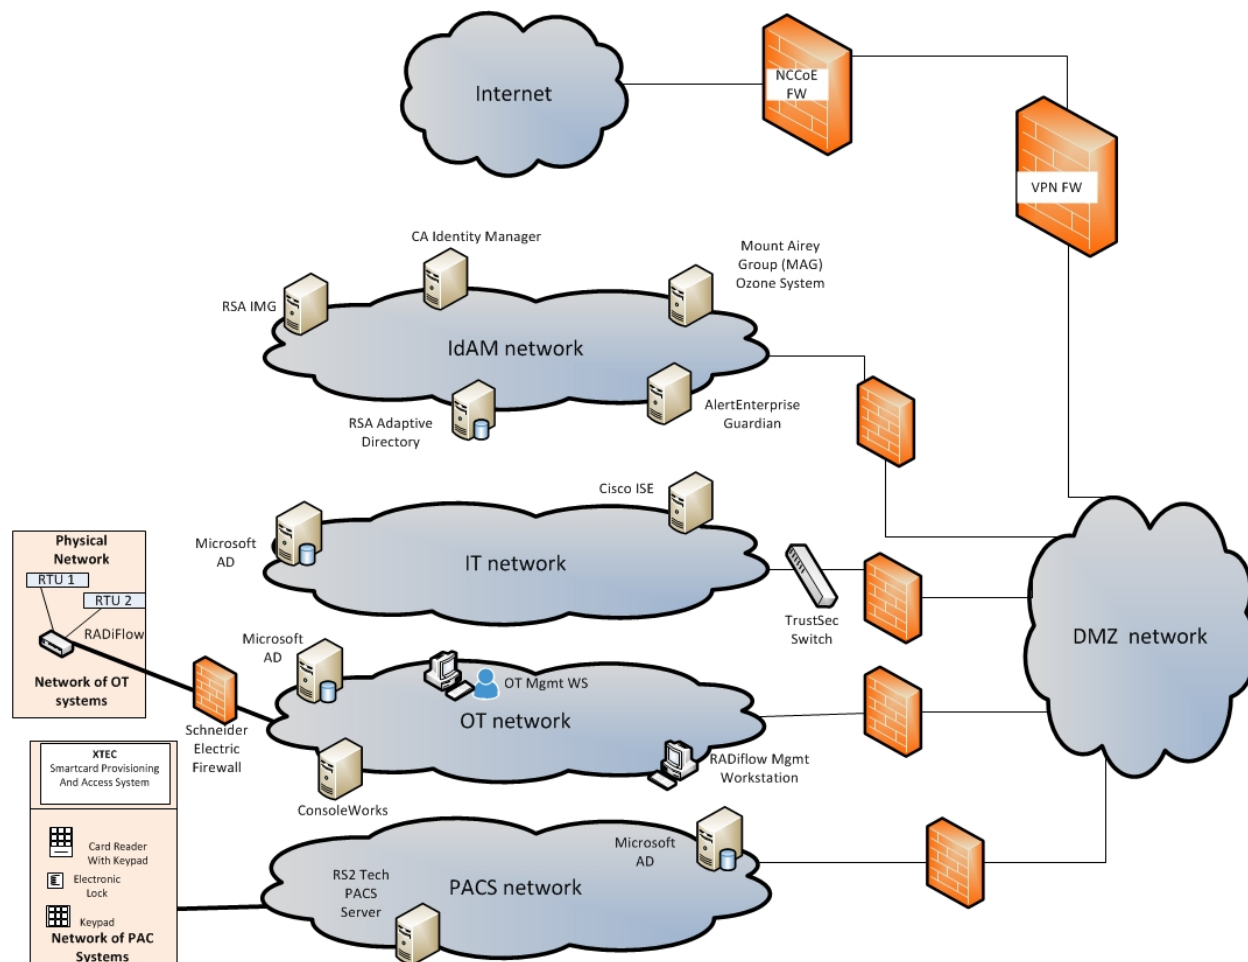 Internet
NCCoE
FW
VPN FW
CA Identity Manager
Mount Airey
Group (MAG)
Ozone System
RSA IMG
IdAM network
RSA Adaptive
Directory
AlertEnterprise
Guardian
Cisco ISE
Microsoft
AD
IT network
TrustSec
Switch
DMZ network
Physical
Network
RTU 1
RTU 2
RADiFlow
Network of OT
systems
Microsoft
AD
OT Mgmt WS
OT network
Schneider
Electric
Firewall
RADiflow Mgmt
Workstation
ConsoleWorks
XTEC
Smartcard Provisioning
And Access System
Card Reader
With Keypad
Electronic
Lock
Keypad
Network of PAC
Systems
Microsoft
AD
RS2 Tech
PACS
Server
PACS network